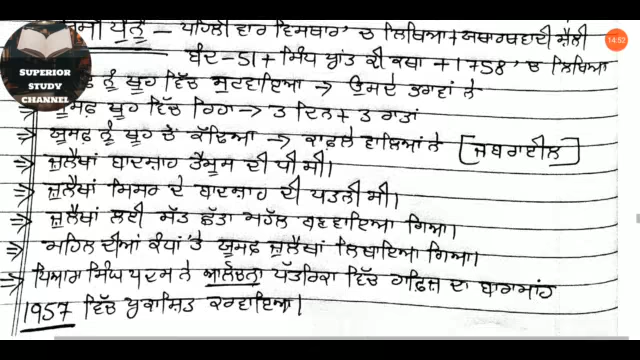 ਸੱਸੀ ਪੁੰਨੂੰ - ਪਹਿਲੀ ਵਾਰ ਵਿਸਥਾਰ 'ਚ ਲਿਖਿਆ + ਯਥਾਰਥਵਾਦੀ ਸ਼ੈਲੀ
ਬੰਦ - 51 + ਸਿੰਧ ਪ੍ਰਾਂਤ ਦੀ ਕਥਾ + 1758 'ਚ ਲਿਖਿਆ
ਨੂੰ ਖੂਹ ਵਿੱਚ ਸੁਟਵਾਇਆ → ਉਸਦੇ ਭਰਾਵਾਂ ਨੇ
⇒ ਯੂਸਫ਼ ਖੂਹ ਵਿੱਚ ਰਿਹਾ → 3 ਦਿਨ + 3 ਰਾਤਾਂ
⇒ ਯੂਸਫ਼ ਨੂੰ ਖੂਹ ਚੋਂ ਕੱਢਿਆ → ਕਾਫ਼ਲੇ ਵਾਲਿਆਂ ਨੇ [ਜਬਰਾਈਲ]
⇒ ਜ਼ੁਲੈਖਾਂ ਬਾਦਸ਼ਾਹ ਤੈਮੂਸ ਦੀ ਧੀ ਸੀ।
⇒ ਜ਼ੁਲੈਖਾਂ ਮਿਸਰ ਦੇ ਬਾਦਸ਼ਾਹ ਦੀ ਪਤਨੀ ਸੀ।
⇒ ਜ਼ੁਲੈਖਾਂ ਲਈ ਸੱਤ ਛੱਤਾ ਮਹੱਲ ਬਣਵਾਇਆ ਗਿਆ।
⇒ ਮਹਿਲ ਦੀਆਂ ਕੰਧਾਂ 'ਤੇ ਯੂਸਫ਼ ਜ਼ੁਲੈਖਾਂ ਲਿਖਾਇਆ ਗਿਆ।
⇒ ਪਿਆਰਾ ਸਿੰਘ ਪਦਮ ਨੇ ਆਲੋਚਨਾ ਪੱਤਰਿਕਾ ਵਿੱਚ ਹਾਫ਼ਿਜ਼ ਦਾ ਬਾਰਾਮਾਂਹ
1957 ਵਿੱਚ ਪ੍ਰਕਾਸ਼ਿਤ ਕਰਵਾਇਆ।
SUPERIOR
STUDY
CHANNEL
14:52